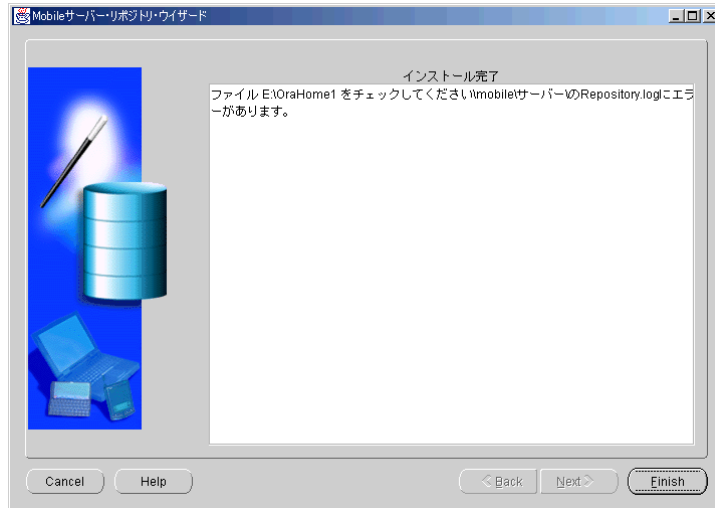 Mobileサーバー・リポジトリ・ウイザード
インストール完了
ファイル E:\OraHome1 をチェックしてください\mobile\サーバー\のRepository.logにエラ
ーがあります。
Cancel
Help
Back
Next
Finish